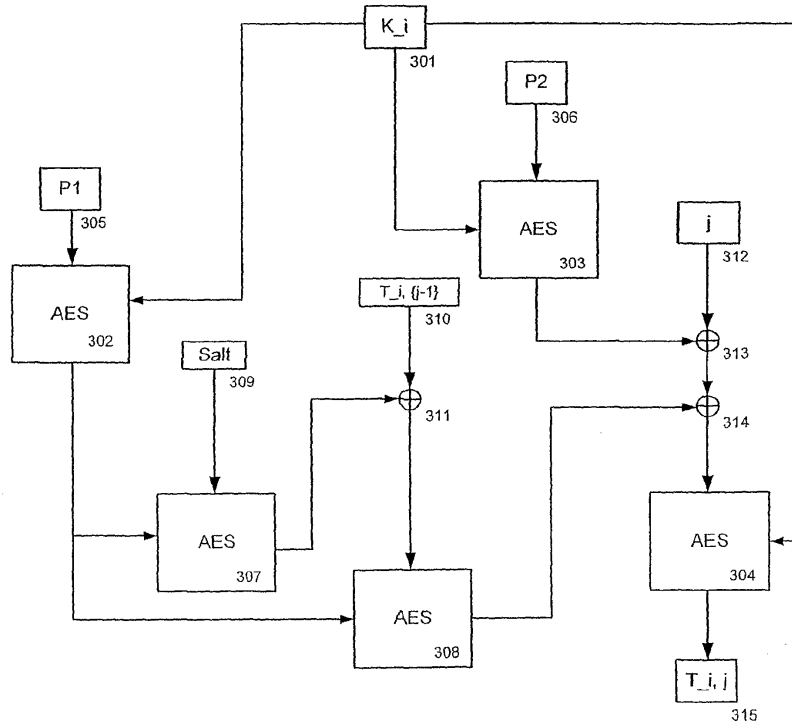 K_i
301
P2
306
P1
305
AES
303
j
312
AES
302
T_i, {j-1}
310
313
Salt
309
311
314
AES
307
AES
304
AES
308
T_i, j
315